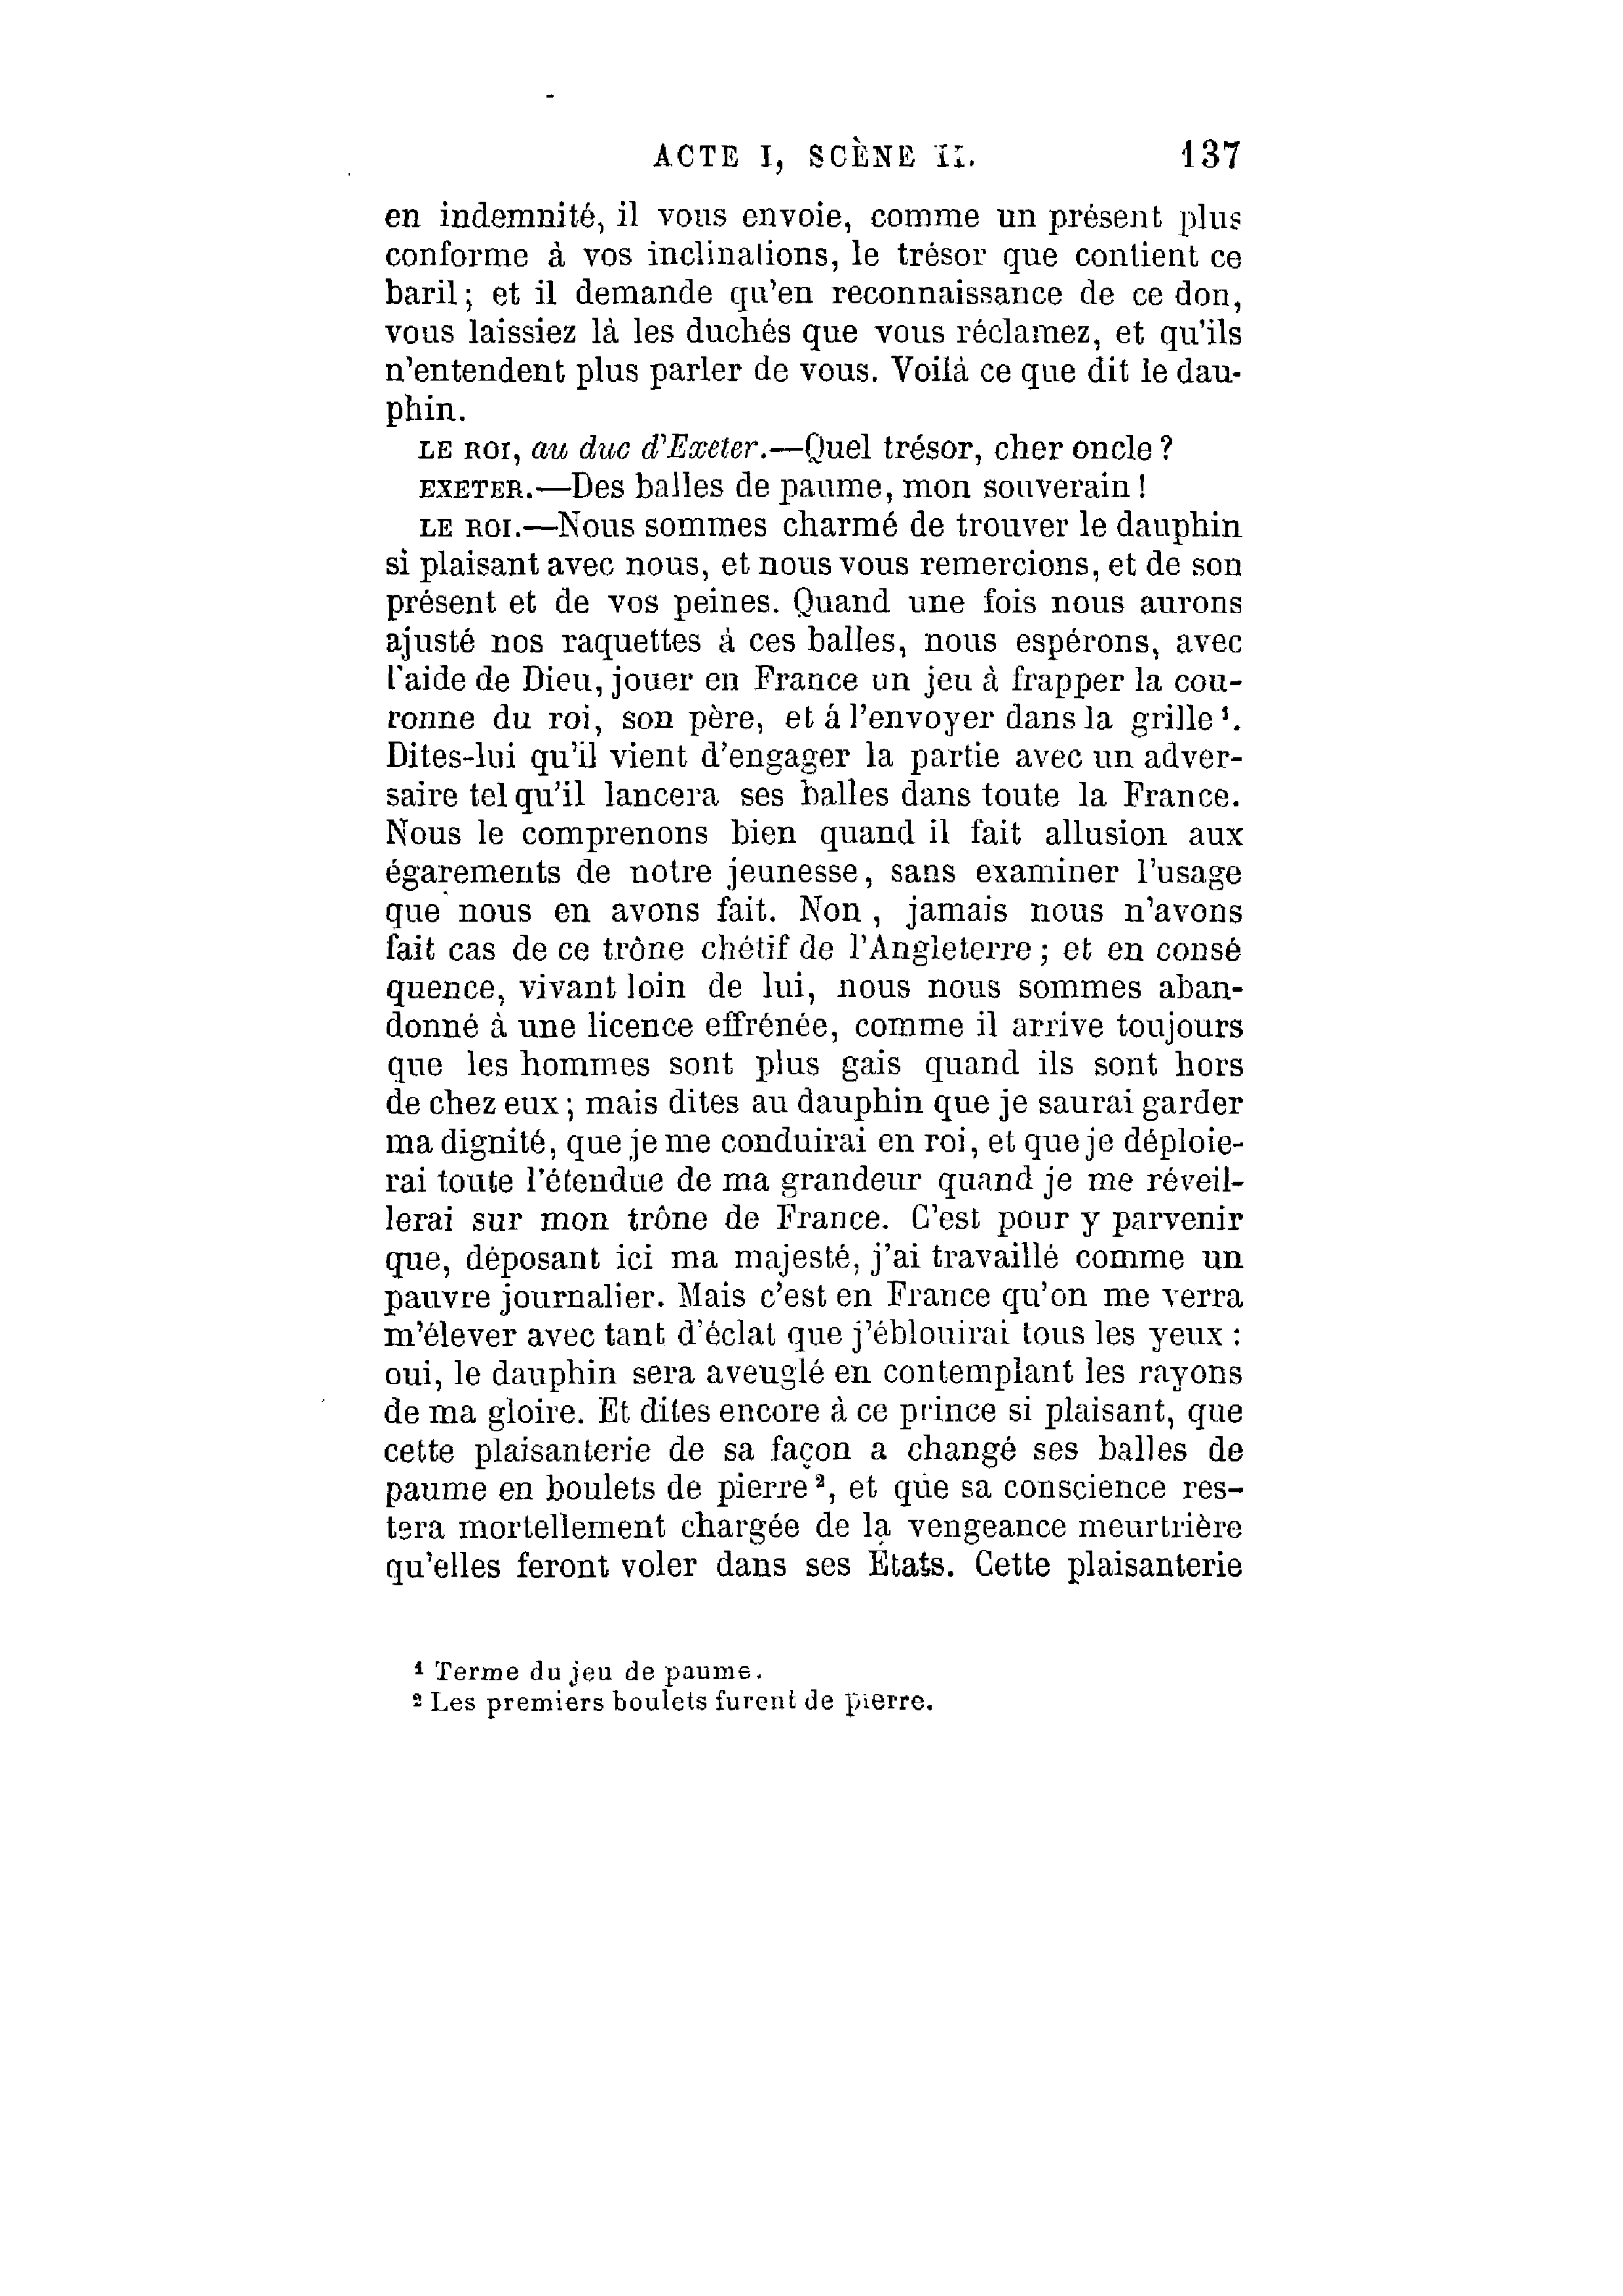 ACTE I, SCÈNE II. 137
en indemnité, il vous envoie, comme un présent plus
conforme à vos inclinations, le trésor que contient ce
baril; et il demande qu'en reconnaissance de ce don,
vous laissiez là les duchés que vous réclamez, et qu'ils
n'entendent plus parler de vous. Voilà ce que dit le dau-
phin.
LE ROI, au duc d'Exeter.—Quel trésor, cher oncle ?
EXETER.—Des balles de paume, mon souverain !
LE ROI.—Nous sommes charmé de trouver le dauphin
si plaisant avec nous, et nous vous remercions, et de son
présent et de vos peines. Quand une fois nous aurons
ajusté nos raquettes à ces balles, nous espérons, avec
l'aide de Dieu, jouer en France un jeu à frapper la cou-
ronne du roi, son père, et à l'envoyer dans la grille¹.
Dites-lui qu'il vient d'engager la partie avec un adver-
saire tel qu'il lancera ses balles dans toute la France.
Nous le comprenons bien quand il fait allusion aux
égarements de notre jeunesse, sans examiner l'usage
que nous en avons fait. Non, jamais nous n'avons
fait cas de ce trône chétif de l'Angleterre ; et en consé
quence, vivant loin de lui, nous nous sommes aban-
donné à une licence effrénée, comme il arrive toujours
que les hommes sont plus gais quand ils sont hors
de chez eux ; mais dites au dauphin que je saurai garder
ma dignité, que je me conduirai en roi, et que je déploie-
rai toute l'étendue de ma grandeur quand je me réveil-
lerai sur mon trône de France. C'est pour y parvenir
que, déposant ici ma majesté, j'ai travaillé comme un
pauvre journalier. Mais c'est en France qu'on me verra
m'élever avec tant d'éclat que j'éblouirai tous les yeux :
oui, le dauphin sera aveuglé en contemplant les rayons
de ma gloire. Et dites encore à ce prince si plaisant, que
cette plaisanterie de sa façon a changé ses balles de
paume en boulets de pierre², et que sa conscience res-
tera mortellement chargée de la vengeance meurtrière
qu'elles feront voler dans ses États. Cette plaisanterie
¹ Terme du jeu de paume.
² Les premiers boulets furent de pierre.